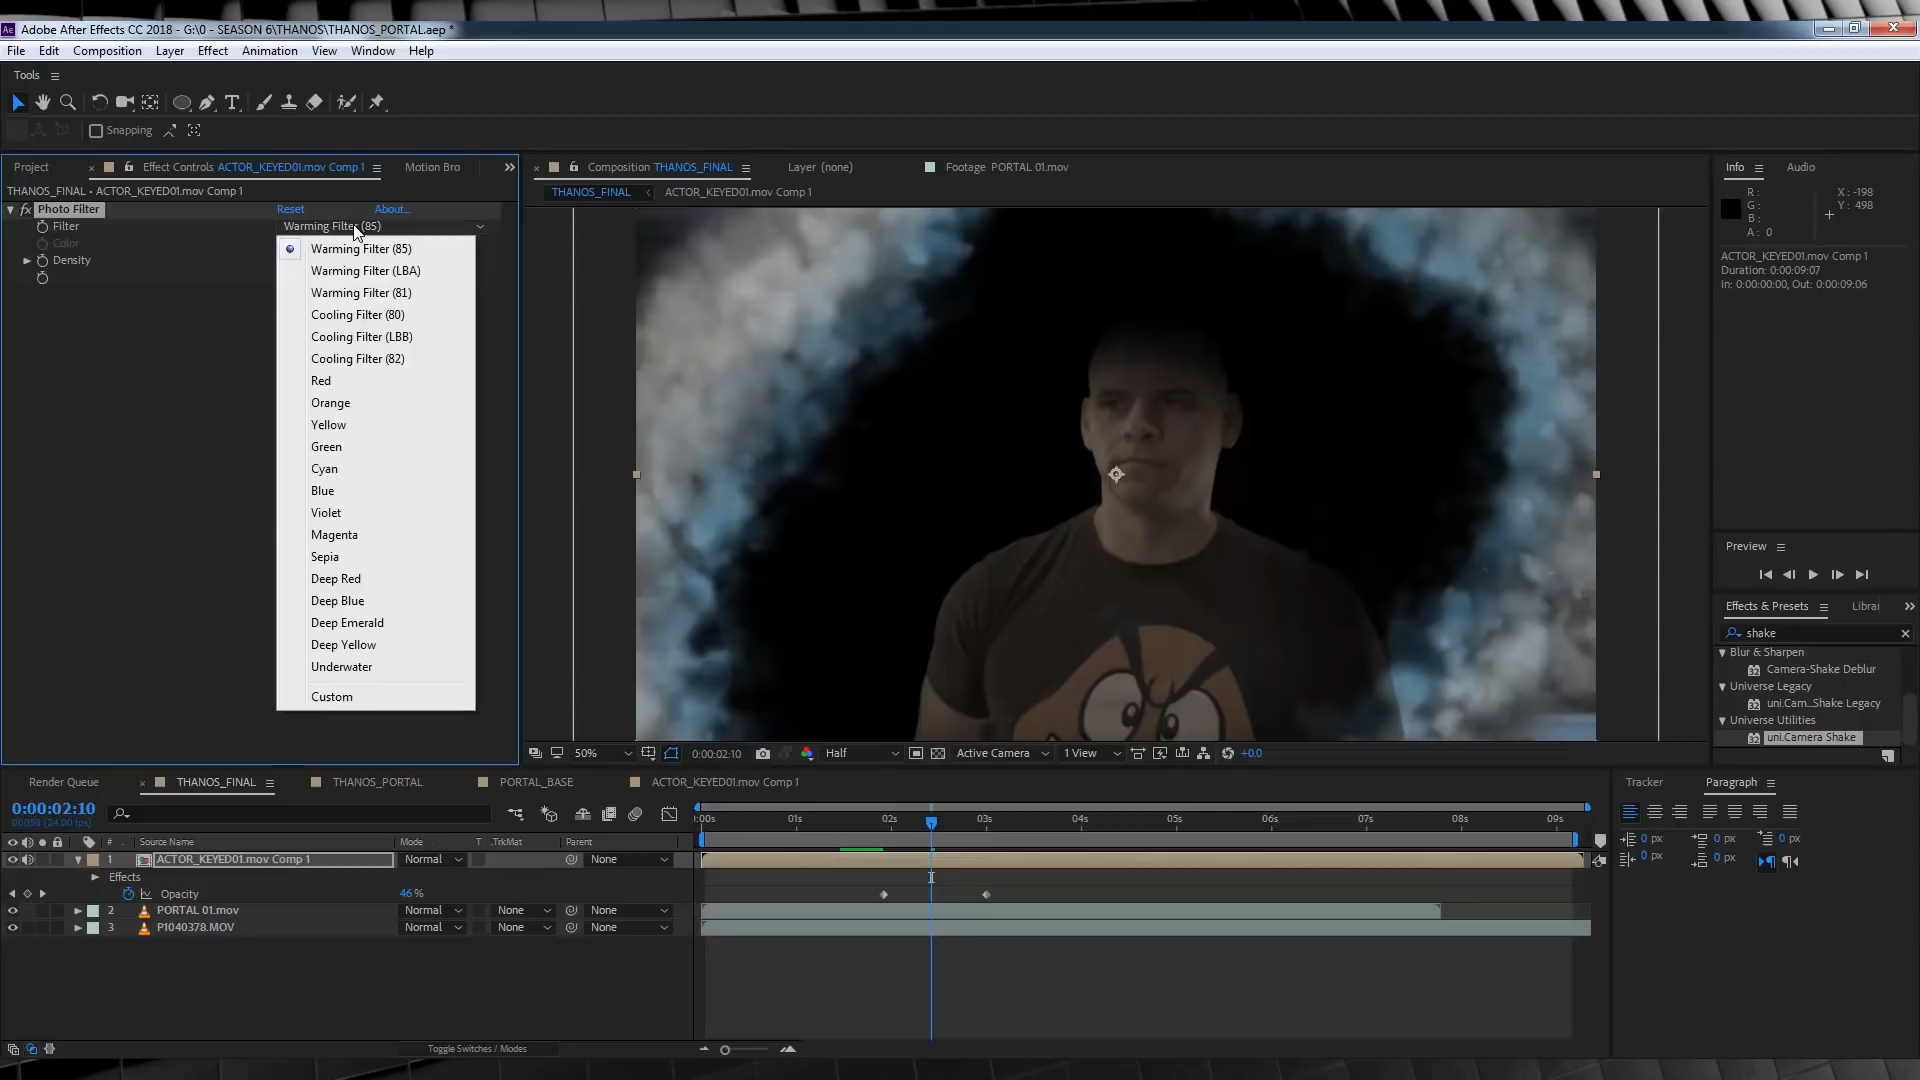 Ae Adobe After Effects CC 2018 - G:\0 - SEASON 6\THANOS\THANOS_PORTAL.aep *
File Edit Composition Layer Effect Animation View Window Help
Tools
Snapping
Project × Effect Controls ACTOR_KEYED01.mov Comp 1 Motion Bro
THANOS_FINAL • ACTOR_KEYED01.mov Comp 1
fx Photo Filter Reset About...
Filter Warming Filter (85)
Color
Density
Warming Filter (85)
Warming Filter (LBA)
Warming Filter (81)
Cooling Filter (80)
Cooling Filter (LBB)
Cooling Filter (82)
Red
Orange
Yellow
Green
Cyan
Blue
Violet
Magenta
Sepia
Deep Red
Deep Blue
Deep Emerald
Deep Yellow
Underwater
Custom
× Composition THANOS_FINAL Layer (none) Footage PORTAL 01.mov
THANOS_FINAL ACTOR_KEYED01.mov Comp 1
50% 0:00:02:10 Half Active Camera 1 View +0.0
Info Audio
R : X : -198
G : Y : 498
B :
A : 0
ACTOR_KEYED01.mov Comp 1
Duration: 0:00:09:07
In: 0:00:00:00, Out: 0:00:09:06
Preview
Effects & Presets Librai
shake
Blur & Sharpen
Camera-Shake Deblur
Universe Legacy
uni.Cam...Shake Legacy
Universe Utilities
uni.Camera Shake
Render Queue × THANOS_FINAL THANOS_PORTAL PORTAL_BASE ACTOR_KEYED01.mov Comp 1
0:00:02:10
00058 (24.00 fps)
# Source Name Mode T .TrkMat Parent
:00s 01s 02s 03s 04s 05s 06s 07s 08s 09s
1 ACTOR_KEYED01.mov Comp 1 Normal None
Effects
Opacity 46 %
2 PORTAL 01.mov Normal None None
3 P1040378.MOV Normal None None
Toggle Switches / Modes
Tracker Paragraph
0 px 0 px 0 px
0 px 0 px